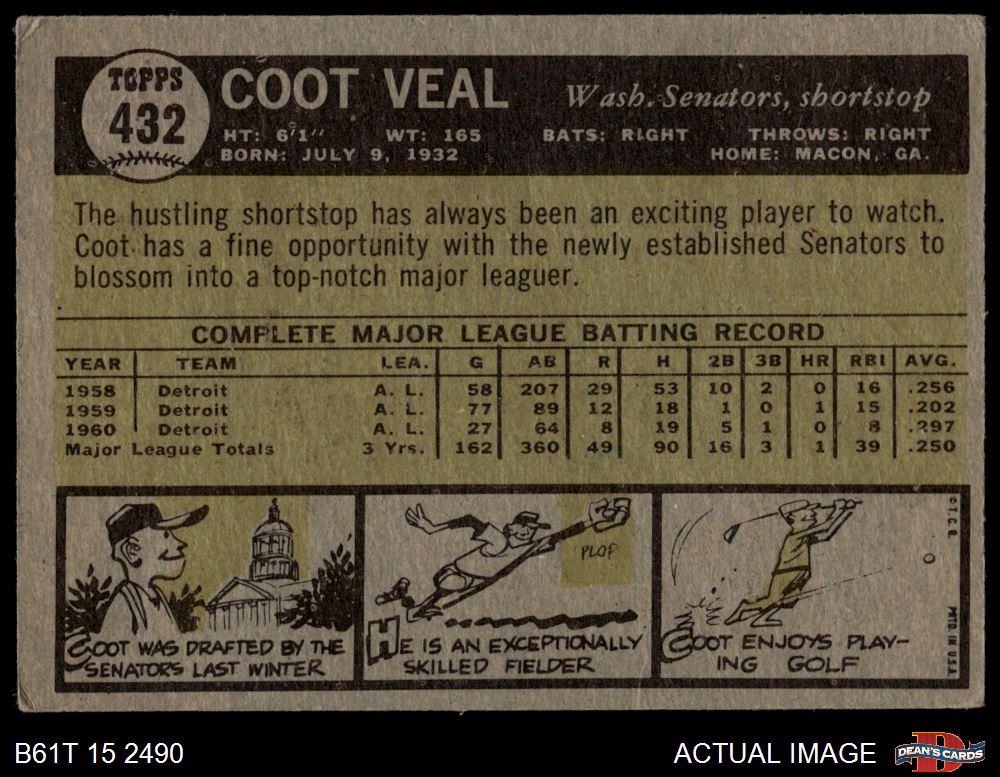 TOPPS
432
COOT VEAL
Wash. Senators, shortstop
HT: 6'1" WT: 165 BATS: RIGHT THROWS: RIGHT
BORN: JULY 9, 1932 HOME: MACON, GA.
The hustling shortstop has always been an exciting player to watch.
Coot has a fine opportunity with the newly established Senators to
blossom into a top-notch major leaguer.
COMPLETE MAJOR LEAGUE BATTING RECORD
YEAR TEAM LEA. G AB R H 2B 3B HR RBI AVG.
1958 Detroit A. L. 58 207 29 53 10 2 0 16 .256
1959 Detroit A. L. 77 89 12 18 1 0 1 15 .202
1960 Detroit A. L. 27 64 8 19 5 1 0 8 .297
Major League Totals 3 Yrs. 162 360 49 90 16 3 1 39 .250
COOT WAS DRAFTED BY THE
SENATORS LAST WINTER
PLOP
HE IS AN EXCEPTIONALLY
SKILLED FIELDER
COOT ENJOYS PLAY-
ING GOLF
© T. C. G.
PRTD IN U.S.A.
B61T 15 2490
ACTUAL IMAGE
DEAN'S CARDS